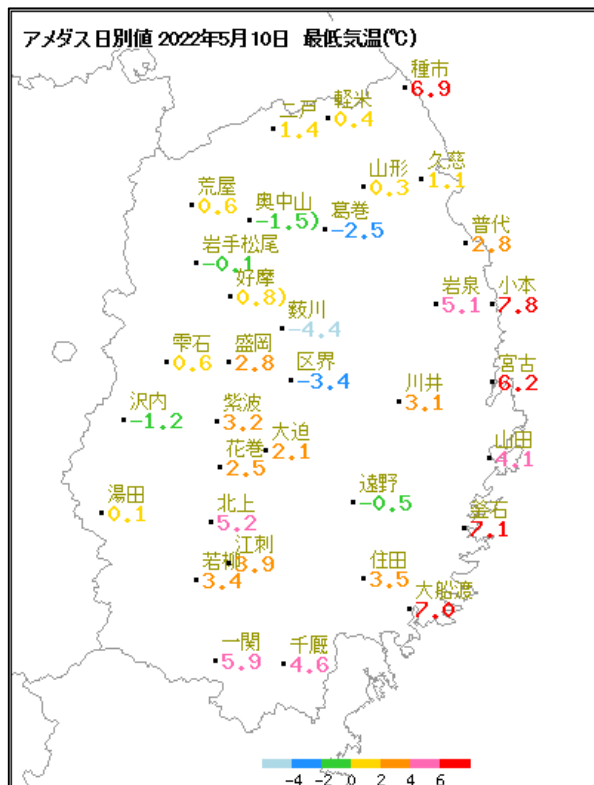 アメダス日別値 2022年5月10日 最低気温(℃)
種市
6.9
軽米
0.4
二戸
1.4
久慈
1.1
山形
0.3
荒屋
0.6
奥中山
-1.5)
葛巻
-2.5
普代
2.8
岩手松尾
-0.1
好摩
0.8)
岩泉
5.1
小本
7.8
薮川
-4.4
雫石
0.6
盛岡
2.8
区界
-3.4
宮古
6.2
川井
3.1
沢内
-1.2
紫波
3.2
大迫
2.1
山田
4.1
花巻
2.5
湯田
0.1
遠野
-0.5
北上
5.2
釜石
7.1
江刺
3.9
若柳
3.4
住田
3.5
大船渡
7.0
一関
5.9
千厩
4.6
-4 -2 0 2 4 6